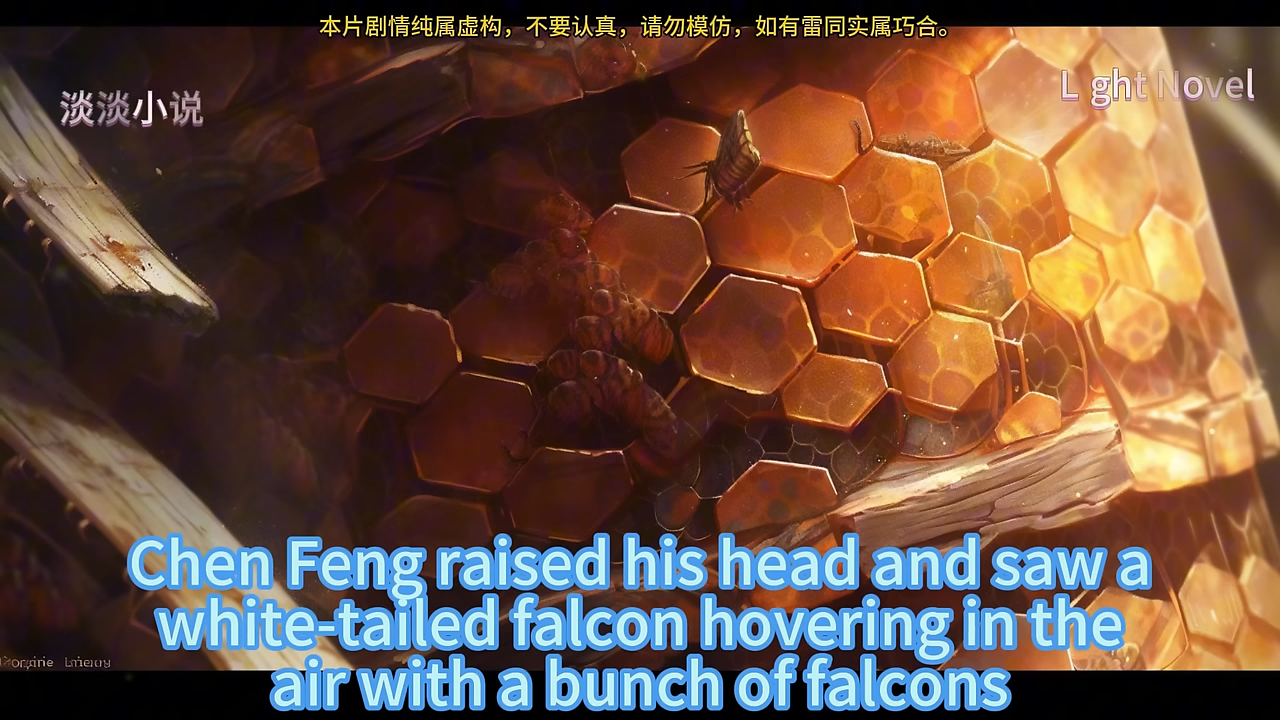 本片剧情纯属虚构，不要认真，请勿模仿，如有雷同实属巧合。
淡淡小说
L ght Novel
Chen Feng raised his head and saw a
white-tailed falcon hovering in the
air with a bunch of falcons